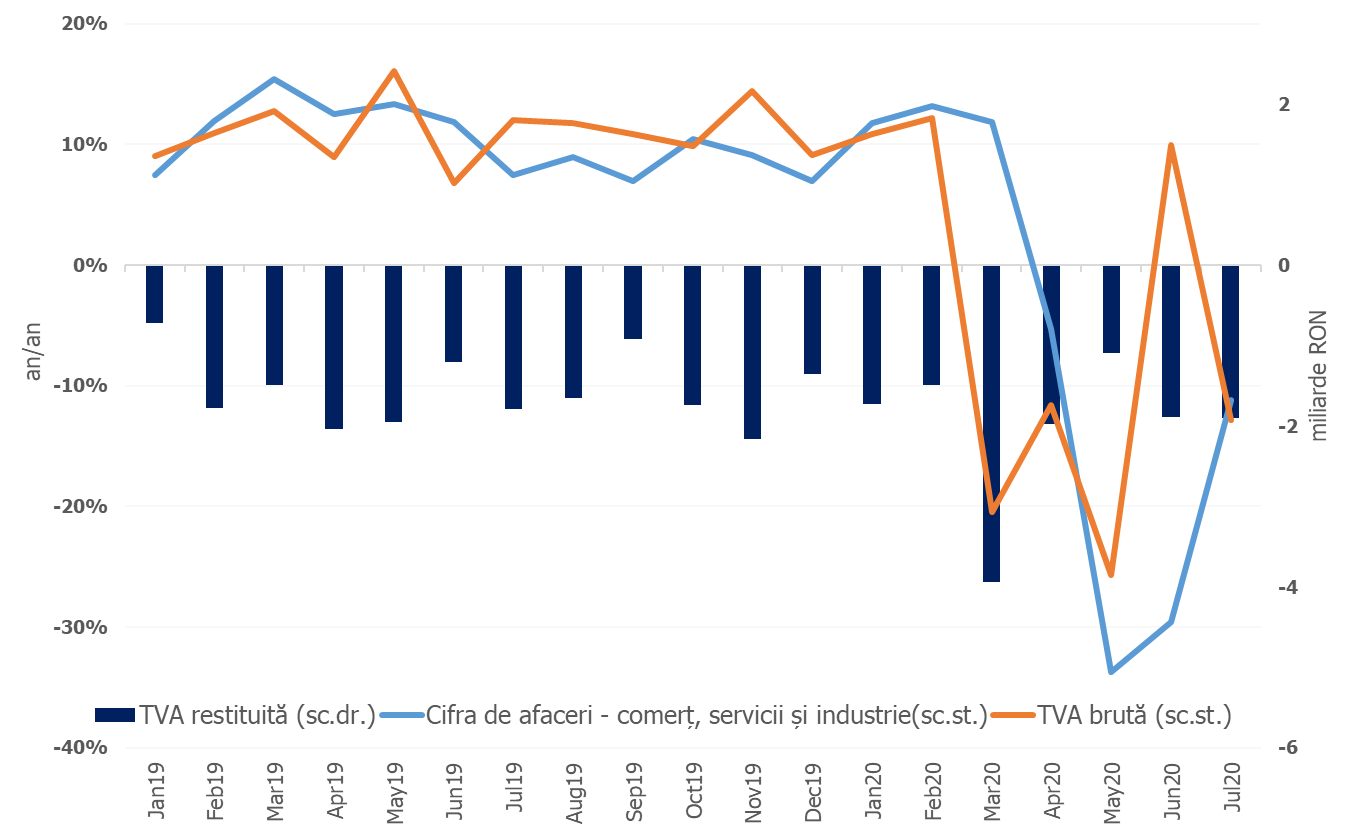 20%
10%
0%
-10%
-20%
-30%
-40%
an/an
2
0
-2
-4
-6
miliarde RON
TVA restituită (sc.dr.)
Cifra de afaceri - comerț, servicii și industrie(sc.st.)
TVA brută (sc.st.)
Jan19
Feb19
Mar19
Apr19
May19
Jun19
Jul19
Aug19
Sep19
Oct19
Nov19
Dec19
Jan20
Feb20
Mar20
Apr20
May20
Jun20
Jul20